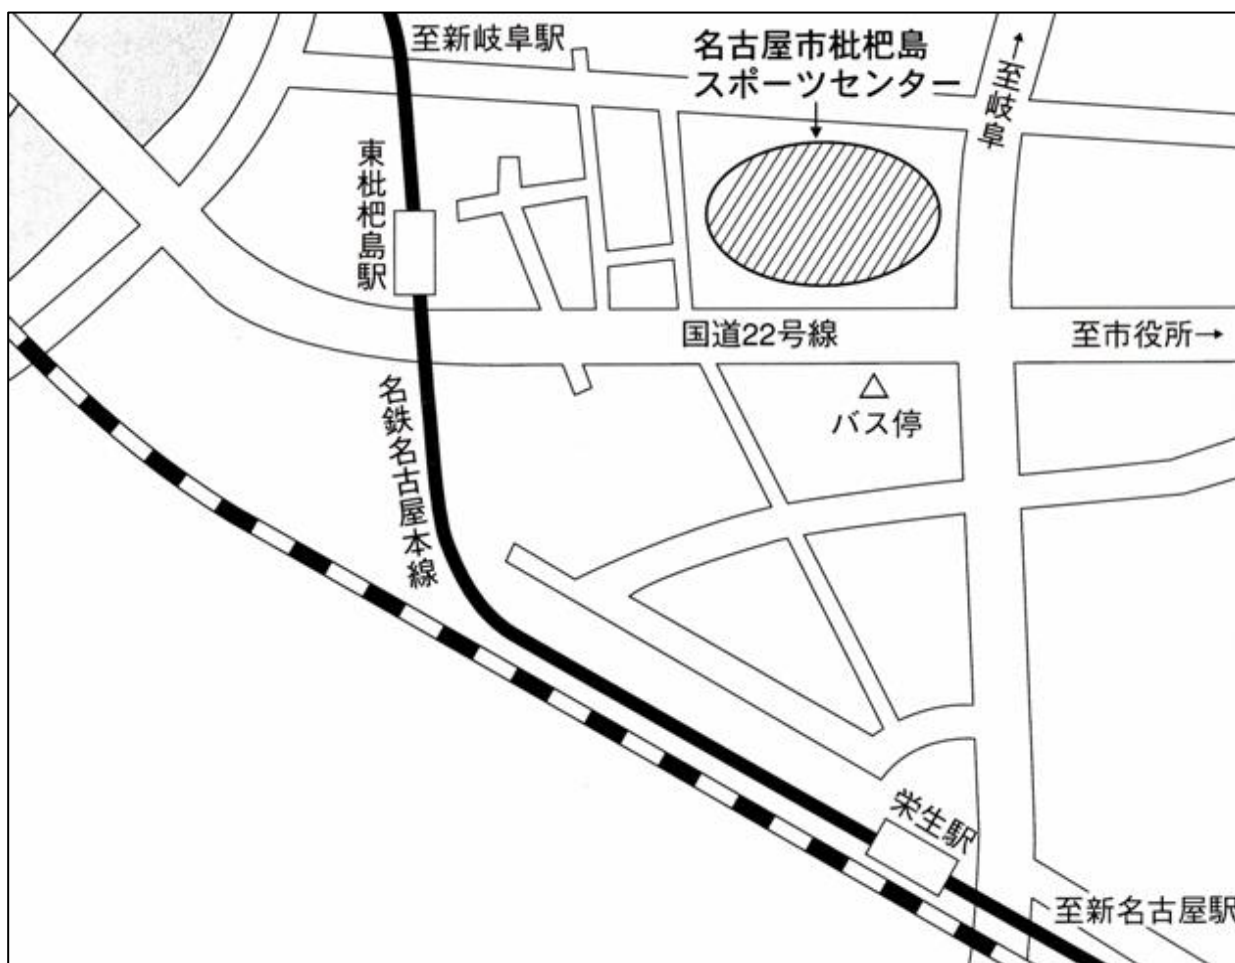 至新岐阜駅
名古屋市枇杷島
スポーツセンター
↑至岐阜
東枇杷島駅
国道22号線
至市役所→
バス停
名鉄名古屋本線
栄生駅
至新名古屋駅